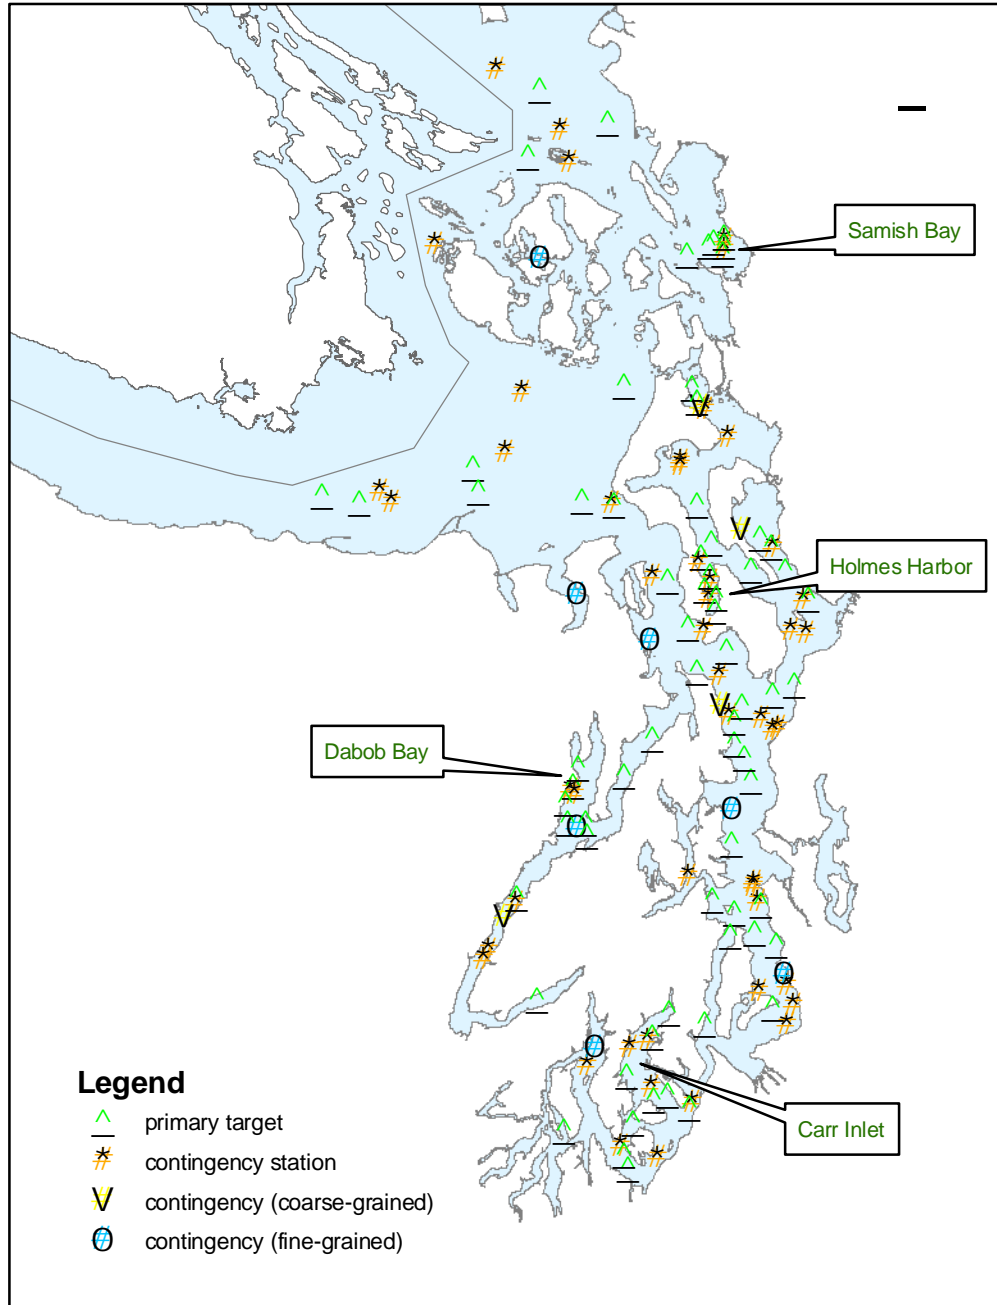 Samish Bay
Holmes Harbor
Dabob Bay
Carr Inlet
Legend
primary target
contingency station
contingency (coarse-grained)
contingency (fine-grained)